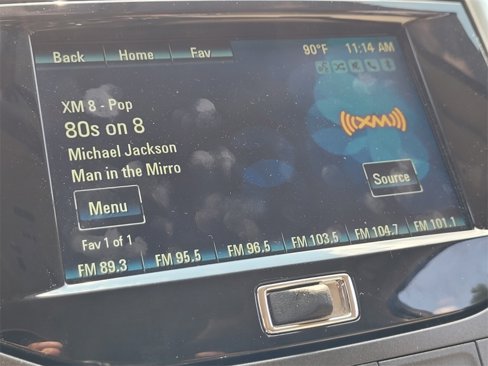 Back Home Fav 90°F 11:14 AM
XM 8 - Pop
80s on 8
((XM))
Michael Jackson
Man in the Mirro
Source
Menu
Fav 1 of 1
FM 89.3 FM 95.5 FM 96.5 FM 103.5 FM 104.7 FM 101.1